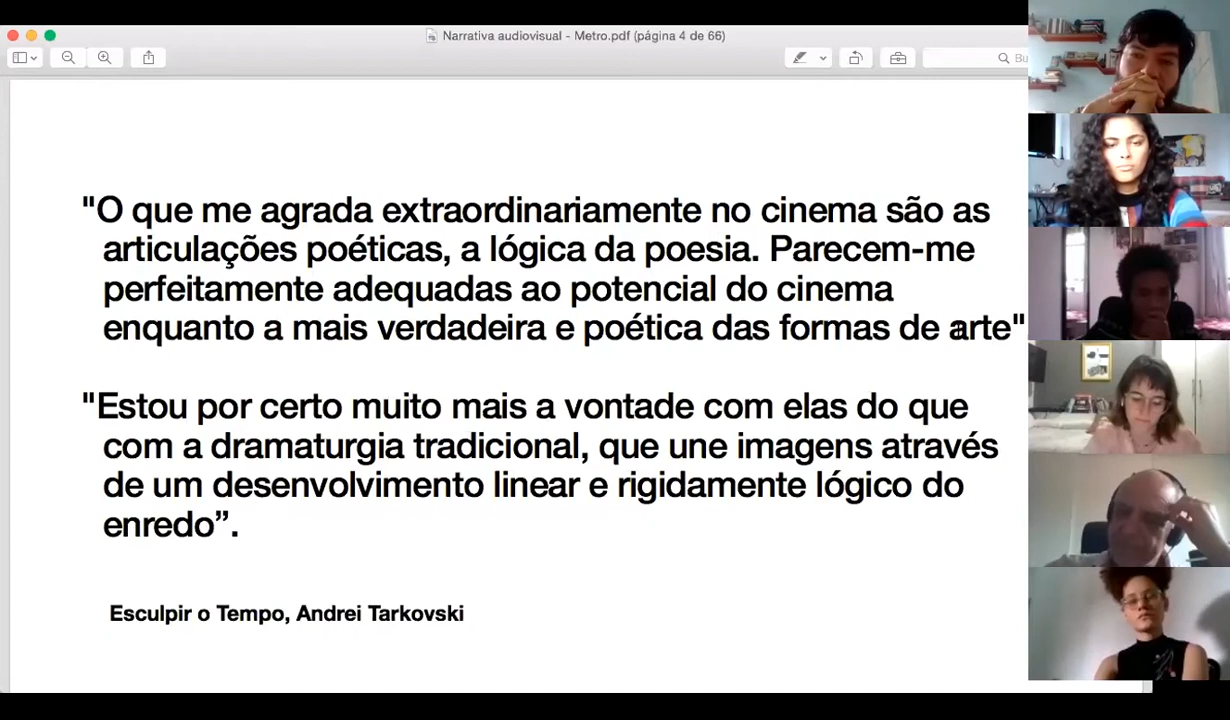 Narrativa audiovisual - Metro.pdf (página 4 de 66)
Bu
"O que me agrada extraordinariamente no cinema são as
articulações poéticas, a lógica da poesia. Parecem-me
perfeitamente adequadas ao potencial do cinema
enquanto a mais verdadeira e poética das formas de arte"
"Estou por certo muito mais a vontade com elas do que
com a dramaturgia tradicional, que une imagens através
de um desenvolvimento linear e rigidamente lógico do
enredo”.
Esculpir o Tempo, Andrei Tarkovski